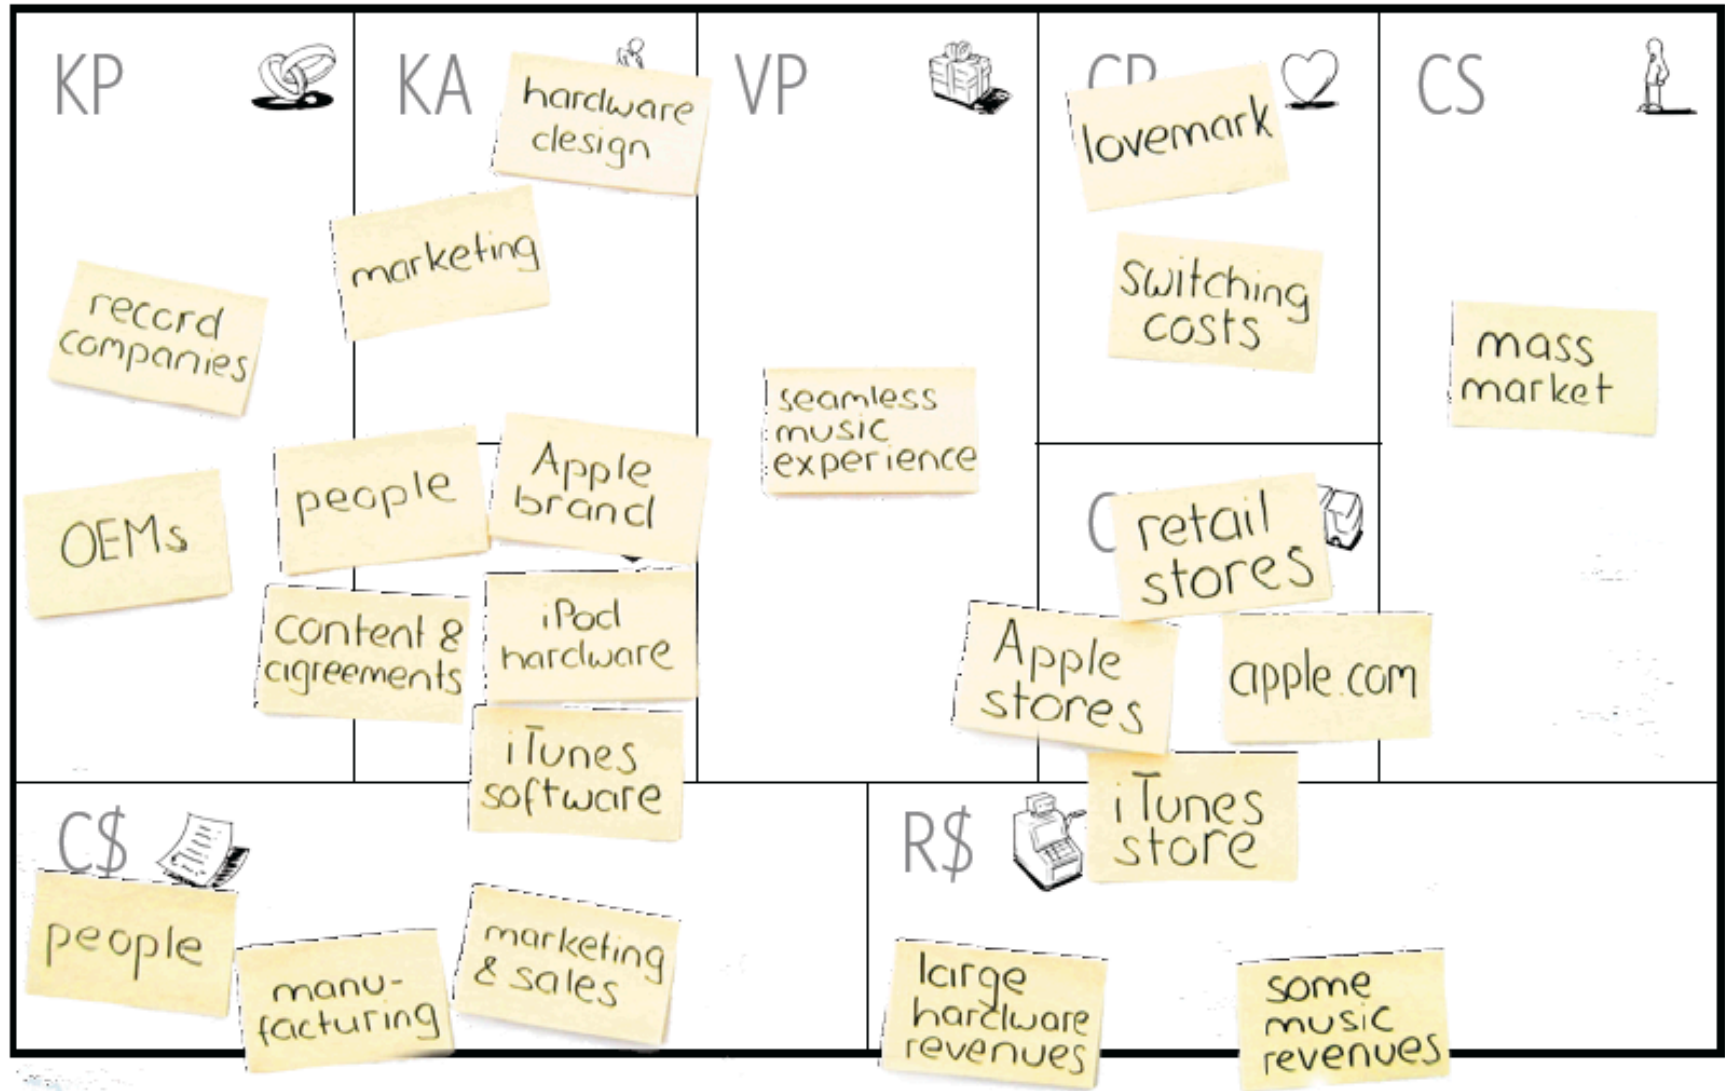 KP
KA
VP
CS
hardware
design
lovemark
marketing
switching
costs
record
companies
mass
market
seamless
music
experience
people
Apple
brand
OEMs
retail
stores
content &
agreements
iPod
hardware
Apple
stores
apple.com
iTunes
software
C$
R$
iTunes
store
people
manu-
facturing
marketing
& sales
large
hardware
revenues
some
music
revenues